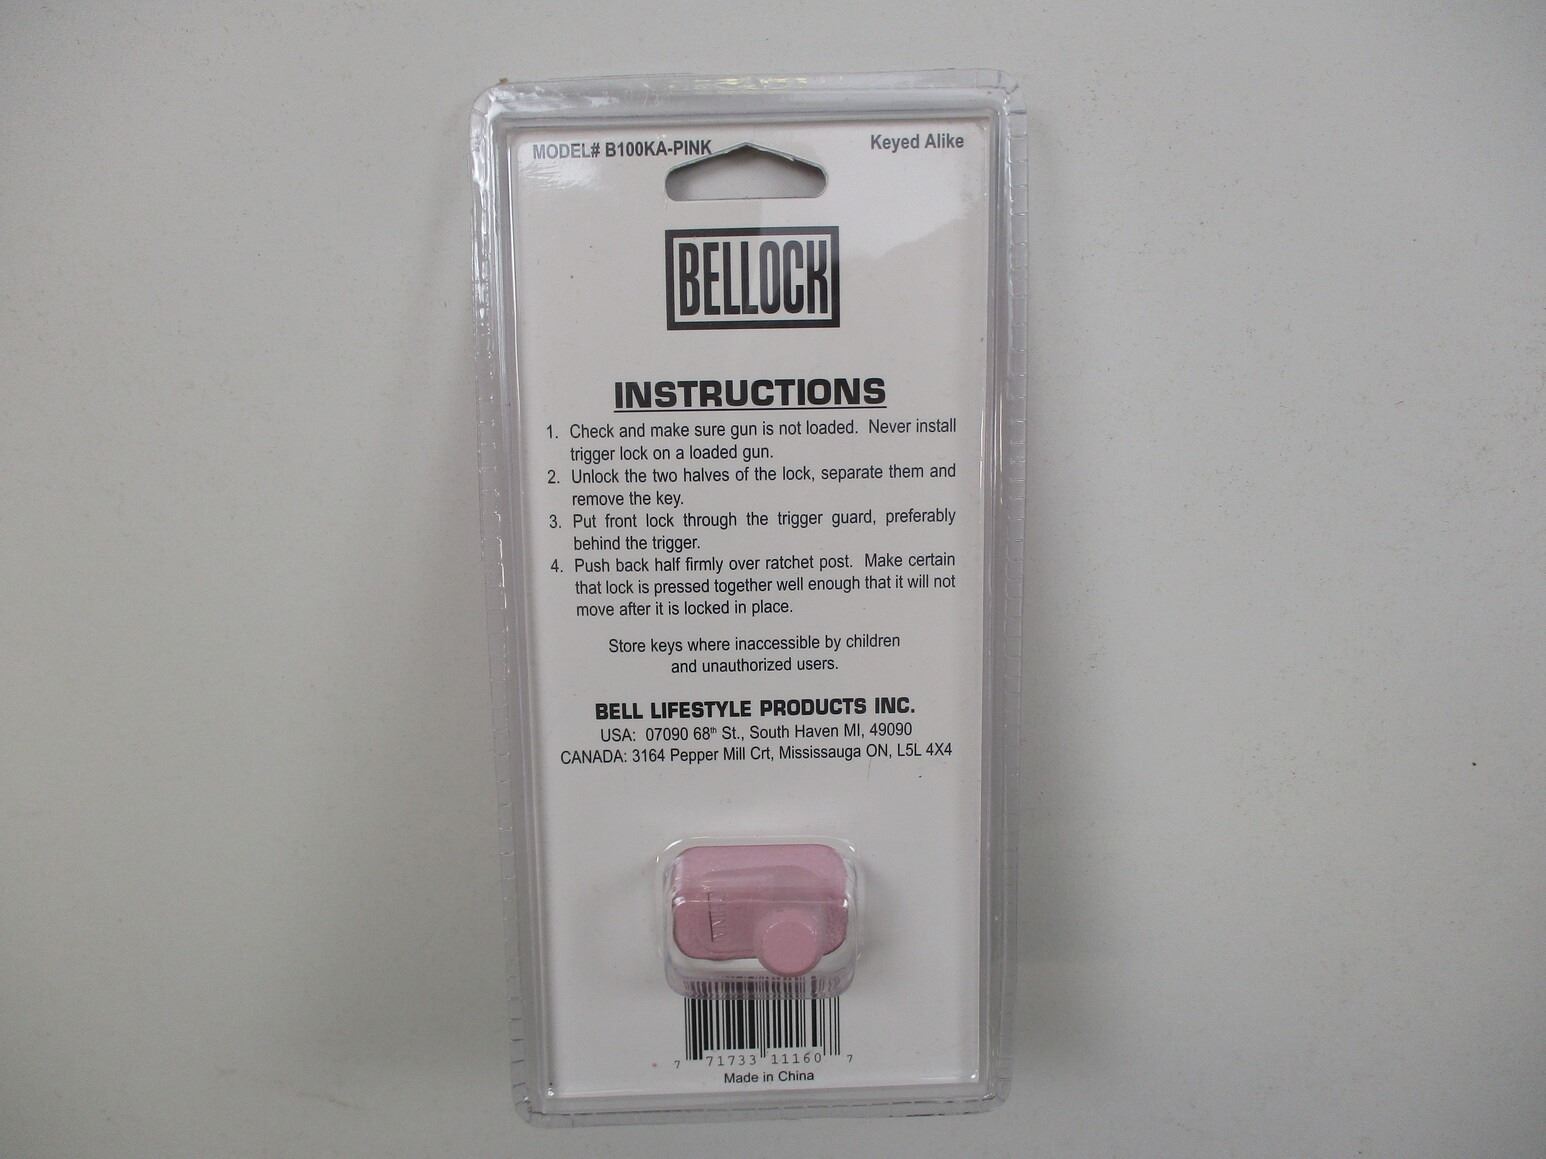 MODEL# B100KA-PINK
Keyed Alike
BELLOCK
INSTRUCTIONS
1. Check and make sure gun is not loaded. Never install
trigger lock on a loaded gun.
2. Unlock the two halves of the lock, separate them and
remove the key.
3. Put front lock through the trigger guard, preferably
behind the trigger.
4. Push back half firmly over ratchet post. Make certain
that lock is pressed together well enough that it will not
move after it is locked in place.
Store keys where inaccessible by children
and unauthorized users.
BELL LIFESTYLE PRODUCTS INC.
USA: 07090 68th St., South Haven MI, 49090
CANADA: 3164 Pepper Mill Crt, Mississauga ON, L5L 4X4
7 71733 11160 7
Made in China